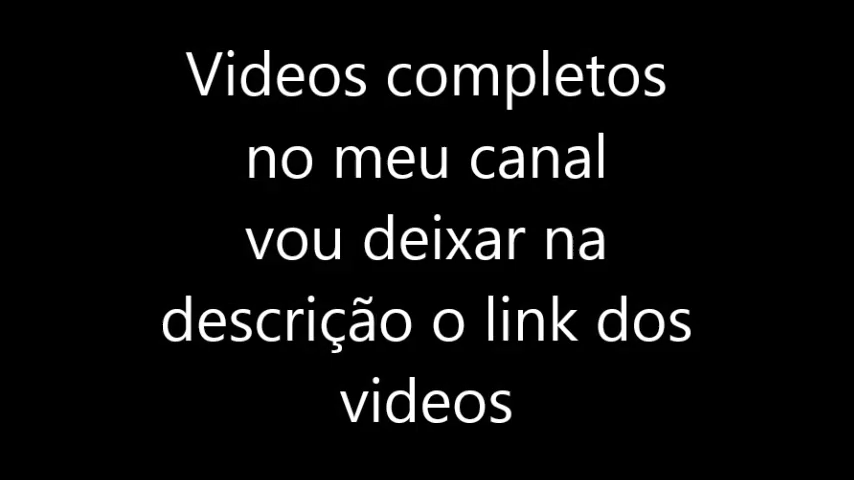 Videos completos
no meu canal
vou deixar na
descrição o link dos
videos